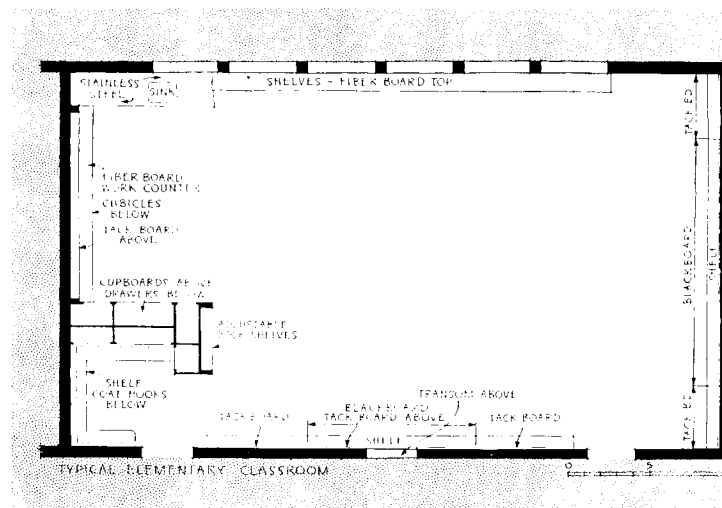 STAINLESS
STEEL
SINK
SHELVES - FIBER BOARD TOP
TACK BD.
FIBER BOARD
WORK COUNTER
CUBICLES
BELOW
TACK BOARD
ABOVE
BLACKBOARD
SHELF
CUPBOARDS ABOVE
DRAWERS BELOW
ADJUSTABLE
BOOK SHELVES
SHELF
COAT HOOKS
BELOW
TRANSOM ABOVE
BLACKBOARD
TACK BOARD
TACK BOARD ABOVE
TACK BOARD
SHELF
TACK BD.
TYPICAL ELEMENTARY CLASSROOM
0 5